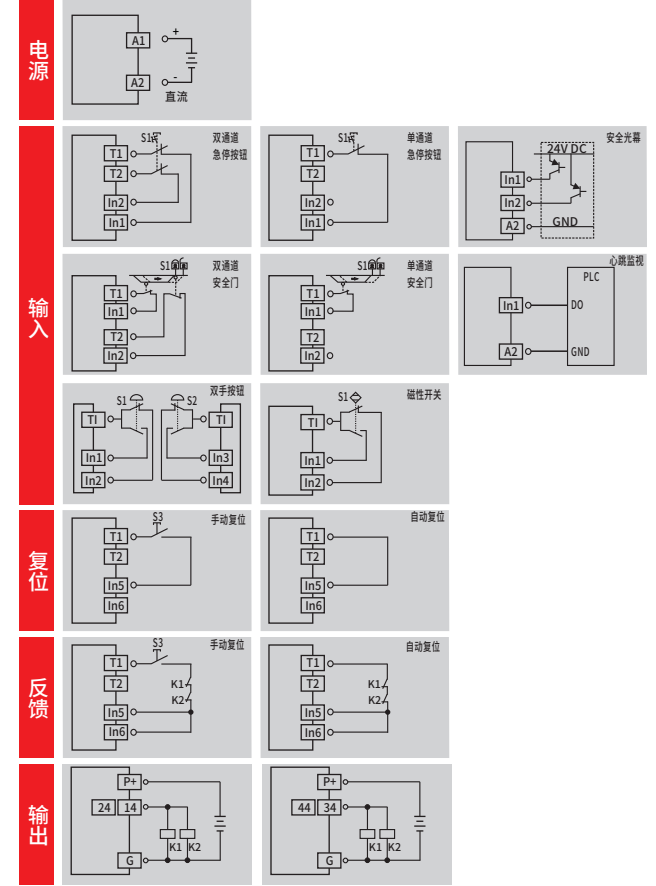 电源
A1
+
A2
-
直流
输入
S1
双通道
急停按钮
T1
T2
In2
In1
S1
单通道
急停按钮
T1
T2
In2
In1
安全光幕
24V DC
In1
In2
A2
GND
S1
双通道
安全门
T1
In1
T2
In2
S1
单通道
安全门
T1
In1
T2
In2
心跳监视
PLC
In1
DO
A2
GND
双手按钮
S1
S2
TI
TI
In1
In3
In2
In4
磁性开关
S1
TI
In1
In2
复位
S3
手动复位
T1
T2
In5
In6
自动复位
T1
T2
In5
In6
反馈
S3
手动复位
T1
T2
K1
K2
In5
In6
自动复位
T1
T2
K1
K2
In5
In6
输出
P+
24
14
K1
K2
G
P+
44
34
K1
K2
G